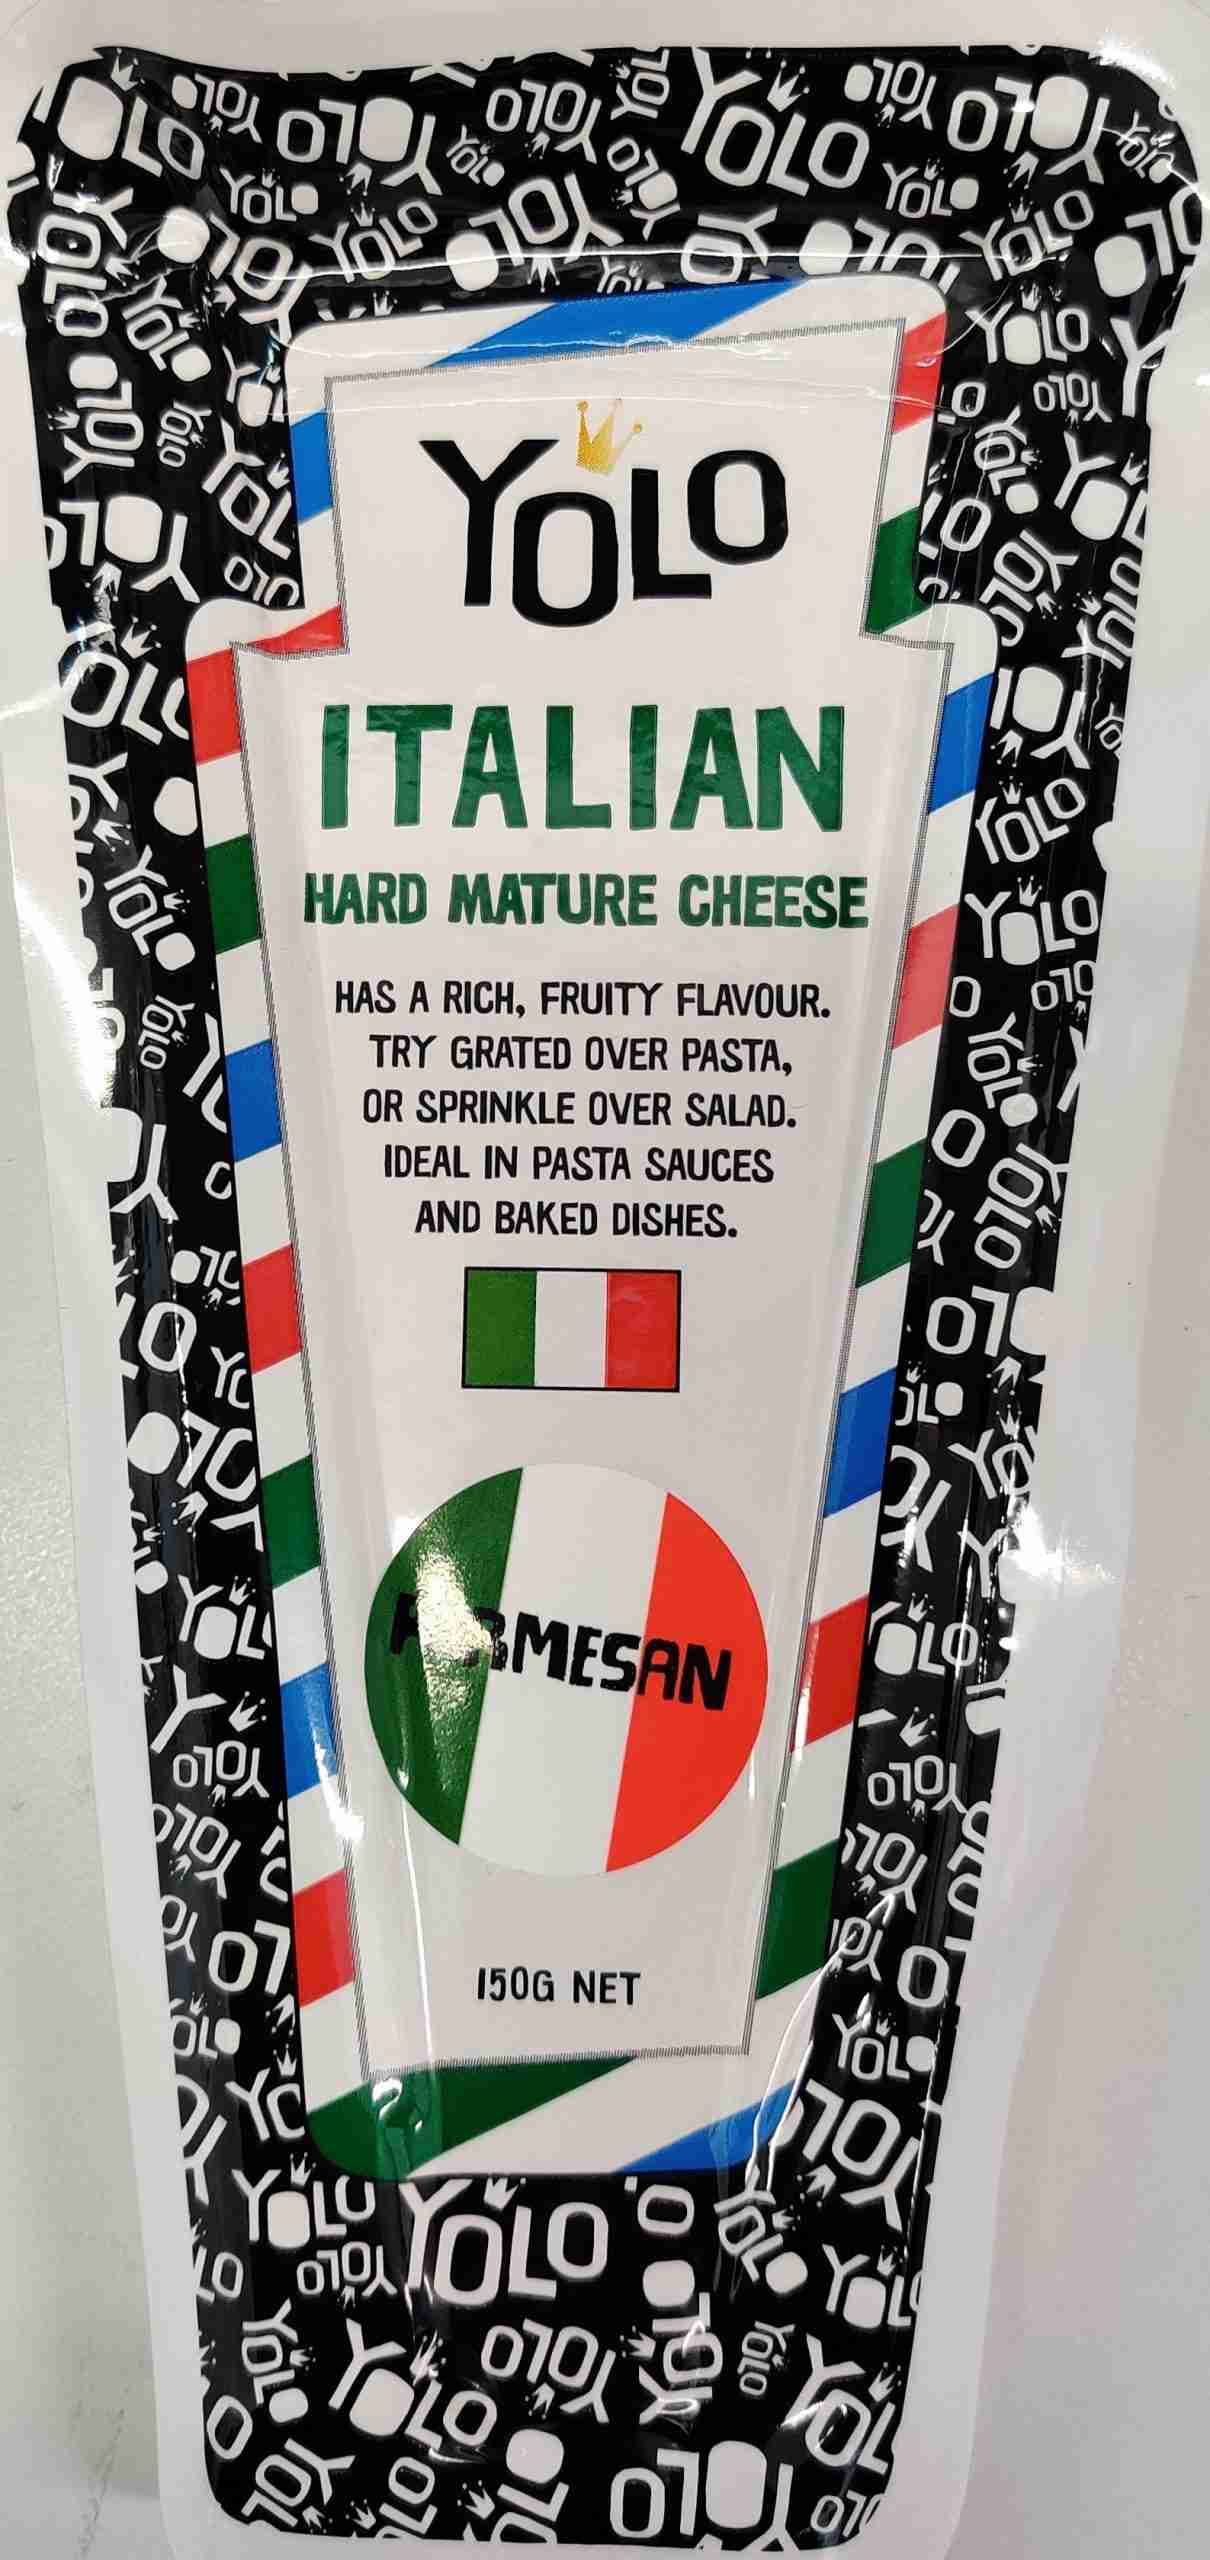 YOLO
ITALIAN
HARD MATURE CHEESE
HAS A RICH, FRUITY FLAVOUR.
TRY GRATED OVER PASTA,
OR SPRINKLE OVER SALAD.
IDEAL IN PASTA SAUCES
AND BAKED DISHES.
PARMESAN
150G NET